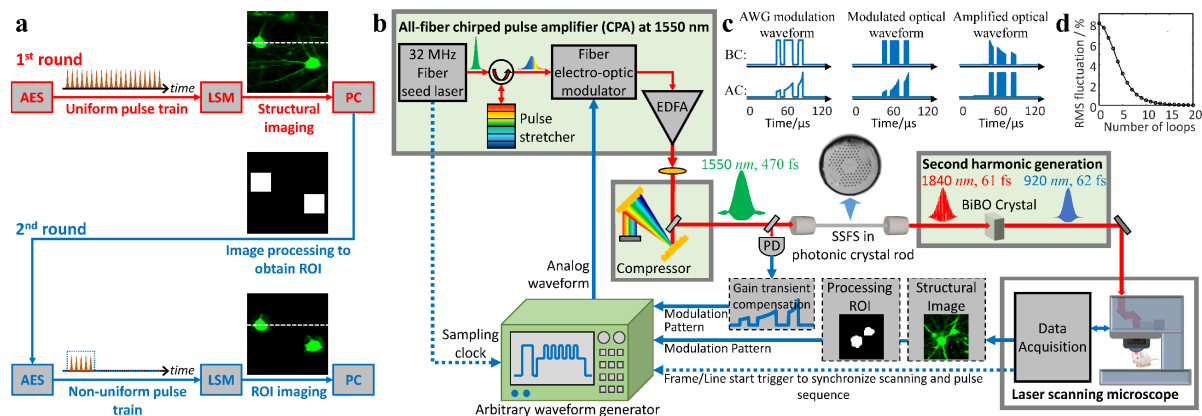 a
1st round
AES
time
Uniform pulse train
LSM
Structural
imaging
PC
2nd round
Image processing to
obtain ROI
AES
time
Non-uniform pulse
train
LSM
ROI imaging
PC
b
All-fiber chirped pulse amplifier (CPA) at 1550 nm
32 MHz
Fiber
seed laser
Fiber
electro-optic
modulator
Pulse
stretcher
EDFA
Compressor
1550 nm, 470 fs
PD
SSFS in
photonic crystal rod
Second harmonic generation
1840 nm, 61 fs
920 nm, 62 fs
BiBO Crystal
Analog
waveform
Sampling
clock
Gain transient
compensation
Processing
ROI
Structural
Image
Data
Acquisition
Modulation
Pattern
Modulation Pattern
Frame/Line start trigger to synchronize scanning and pulse
sequence
Arbitrary waveform generator
Laser scanning microscope
c
AWG modulation
waveform
Modulated optical
waveform
Amplified optical
waveform
BC:
AC:
0 60 120
Time/μs
0 60 120
Time/μs
0 60 120
Time/μs
d
RMS fluctuation / %
8
6
4
2
0
0 5 10 15 20
Number of loops